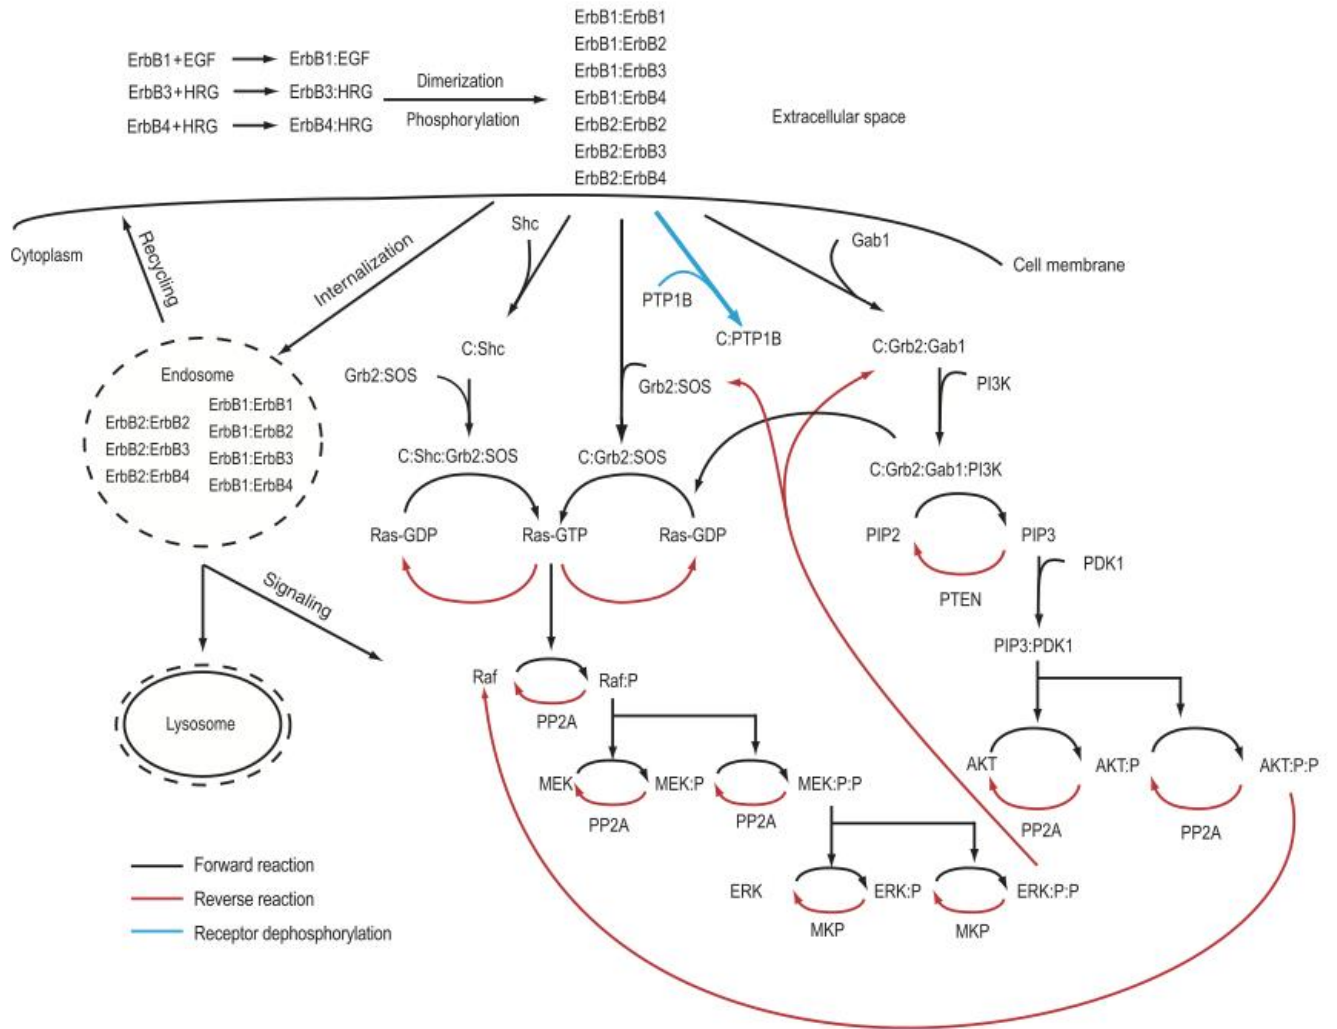 ErbB1:ErbB1
ErbB1:ErbB2
ErbB1:ErbB3
ErbB1:ErbB4
ErbB2:ErbB2
ErbB2:ErbB3
ErbB2:ErbB4
ErbB1+EGF
ErbB1:EGF
ErbB3+HRG
ErbB3:HRG
ErbB4+HRG
ErbB4:HRG
Dimerization
Phosphorylation
Extracellular space
Cytoplasm
Recycling
Internalization
Shc
PTP1B
Gab1
Cell membrane
C:Shc
C:PTP1B
C:Grb2:Gab1
Endosome
ErbB2:ErbB2
ErbB2:ErbB3
ErbB2:ErbB4
ErbB1:ErbB1
ErbB1:ErbB2
ErbB1:ErbB3
ErbB1:ErbB4
Grb2:SOS
Grb2:SOS
PI3K
C:Shc:Grb2:SOS
C:Grb2:SOS
C:Grb2:Gab1:PI3K
Ras-GDP
Ras-GTP
Ras-GDP
PIP2
PIP3
PTEN
PDK1
PIP3:PDK1
Signaling
Lysosome
Raf
Raf:P
PP2A
MEK
MEK:P
MEK:P:P
PP2A
PP2A
AKT
AKT:P
AKT:P:P
PP2A
PP2A
ERK
ERK:P
ERK:P:P
MKP
MKP
Forward reaction
Reverse reaction
Receptor dephosphorylation